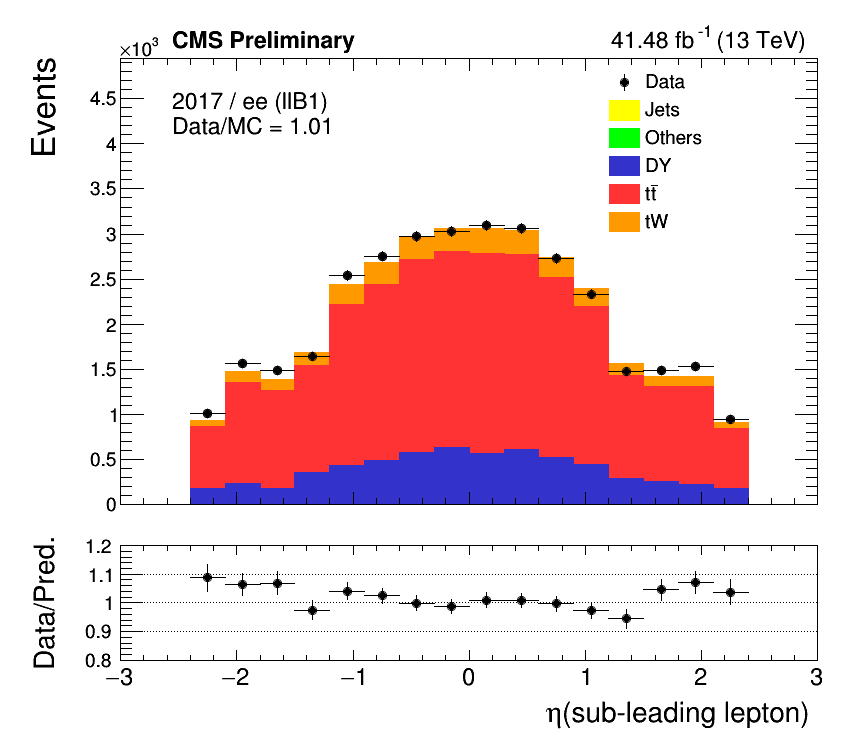 ×10³ CMS Preliminary 41.48 fb⁻¹ (13 TeV)
Events
2017 / ee (llB1)
Data/MC = 1.01
Data
Jets
Others
DY
tt̄
tW
4.5
4
3.5
3
2.5
2
1.5
1
0.5
0
Data/Pred.
1.2
1.1
1
0.9
0.8
−3 −2 −1 0 1 2 3
η(sub-leading lepton)